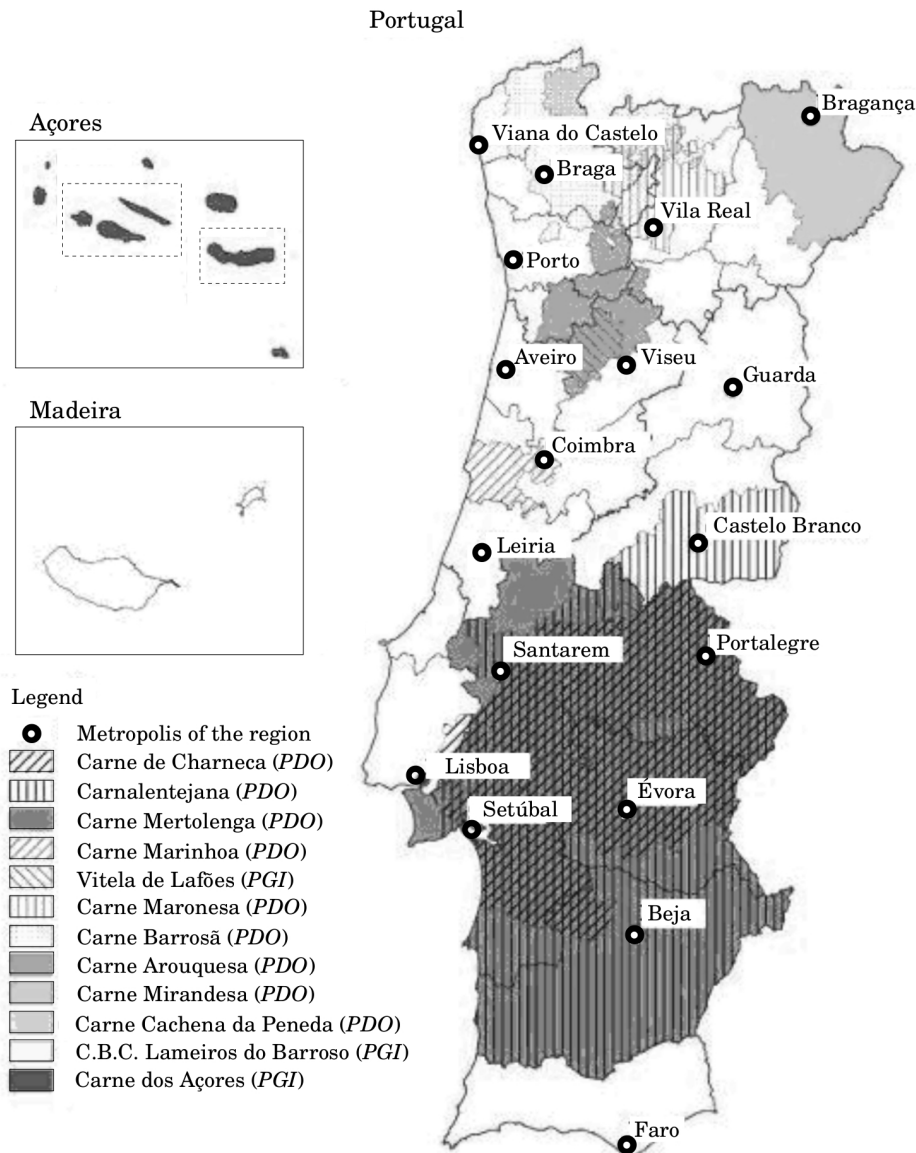 Portugal
Açores
Madeira
Bragança
Viana do Castelo
Braga
Vila Real
Porto
Aveiro
Viseu
Guarda
Coimbra
Castelo Branco
Leiria
Santarem
Portalegre
Lisboa
Évora
Setúbal
Beja
Faro
Legend
Metropolis of the region
Carne de Charneca (PDO)
Carnalentejana (PDO)
Carne Mertolenga (PDO)
Carne Marinhoa (PDO)
Vitela de Lafões (PGI)
Carne Maronesa (PDO)
Carne Barrosã (PDO)
Carne Arouquesa (PDO)
Carne Mirandesa (PDO)
Carne Cachena da Peneda (PDO)
C.B.C. Lameiros do Barroso (PGI)
Carne dos Açores (PGI)